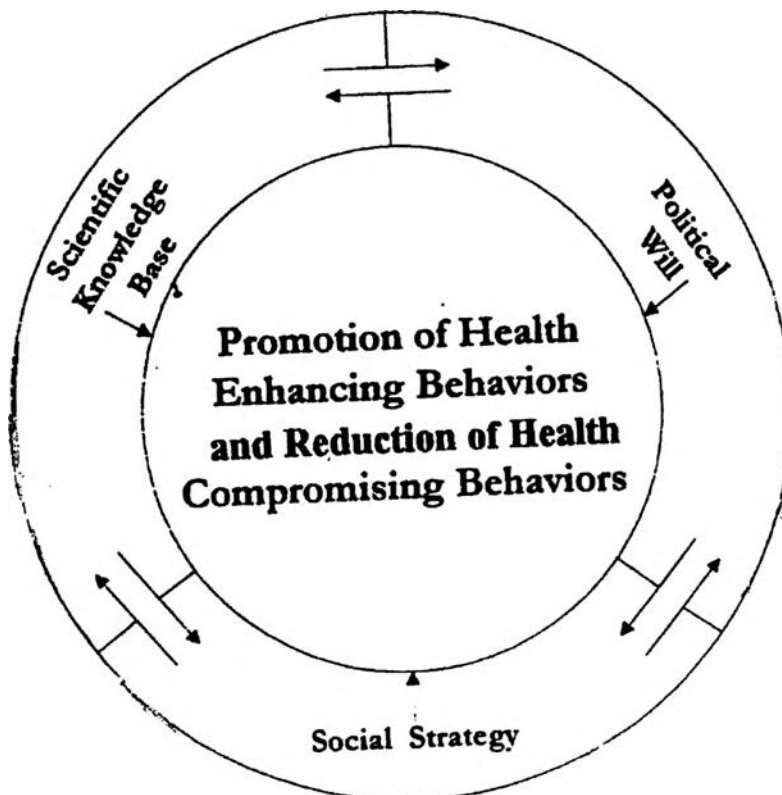 Scientific
Knowledge
Base
Political
Will
Promotion of Health
Enhancing Behaviors
and Reduction of Health
Compromising Behaviors
Social Strategy